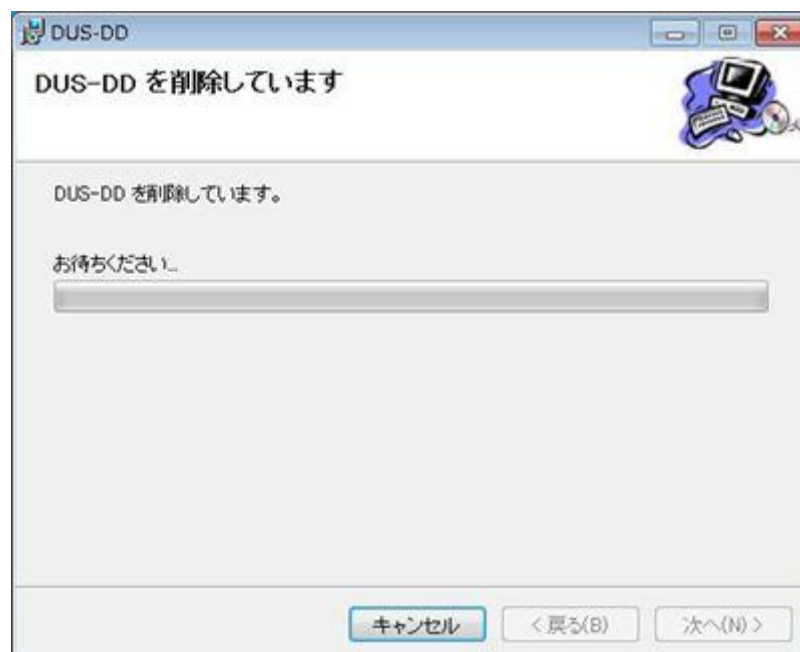 DUS-DD
DUS-DD を削除しています
DUS-DD を削除しています。
お待ちください...
キャンセル
< 戻る(B)
次へ(N) >